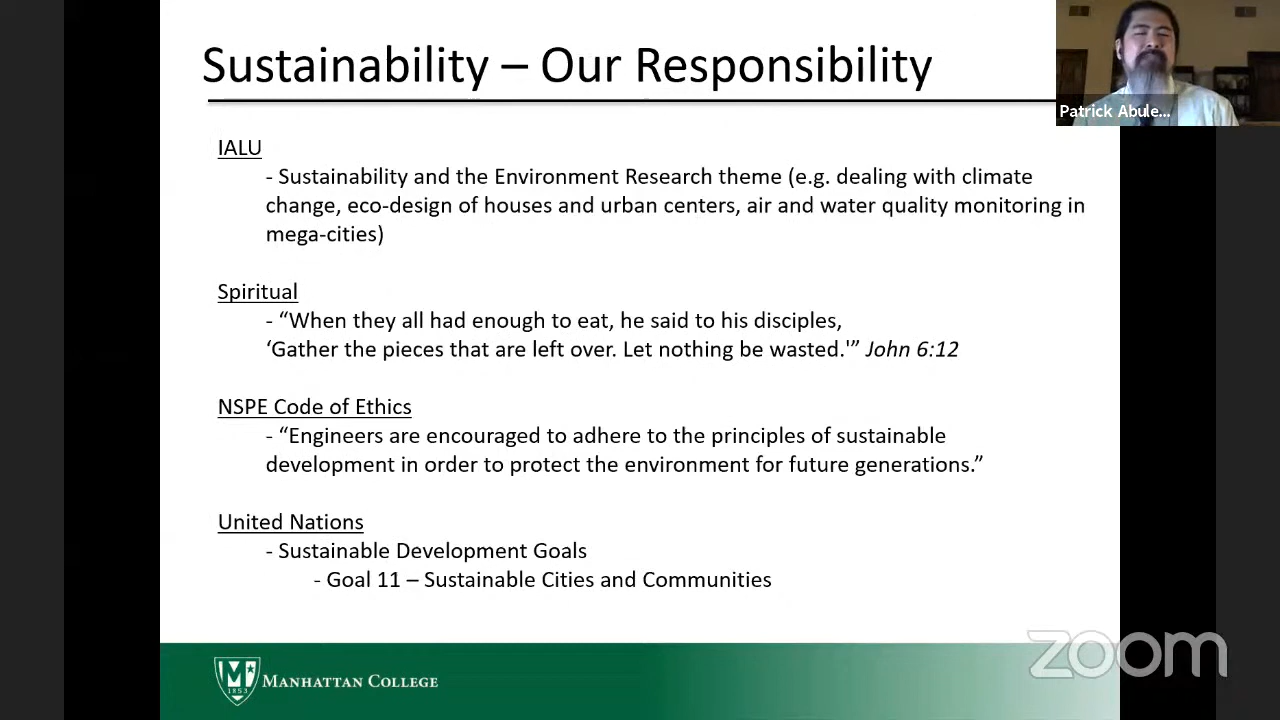 Sustainability – Our Responsibility
Patrick Abule...
IALU
- Sustainability and the Environment Research theme (e.g. dealing with climate
change, eco-design of houses and urban centers, air and water quality monitoring in
mega-cities)
Spiritual
- “When they all had enough to eat, he said to his disciples,
‘Gather the pieces that are left over. Let nothing be wasted.'” John 6:12
NSPE Code of Ethics
- “Engineers are encouraged to adhere to the principles of sustainable
development in order to protect the environment for future generations.”
United Nations
- Sustainable Development Goals
- Goal 11 – Sustainable Cities and Communities
M
1853
MANHATTAN COLLEGE
zoom